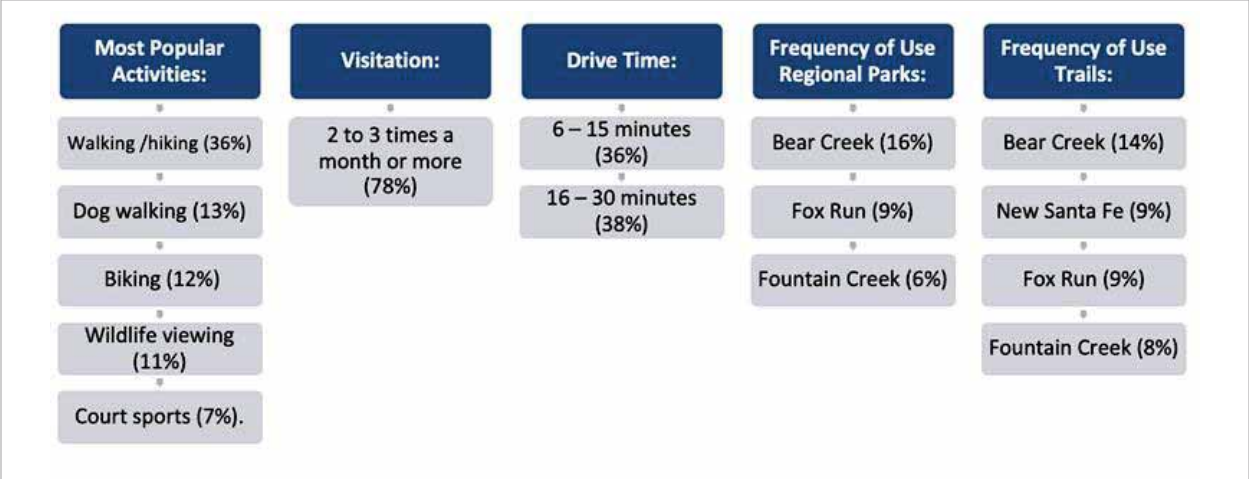 Most Popular
Activities:
Walking /hiking (36%)
Dog walking (13%)
Biking (12%)
Wildlife viewing
(11%)
Court sports (7%).
Visitation:
2 to 3 times a
month or more
(78%)
Drive Time:
6 – 15 minutes
(36%)
16 – 30 minutes
(38%)
Frequency of Use
Regional Parks:
Bear Creek (16%)
Fox Run (9%)
Fountain Creek (6%)
Frequency of Use
Trails:
Bear Creek (14%)
New Santa Fe (9%)
Fox Run (9%)
Fountain Creek (8%)